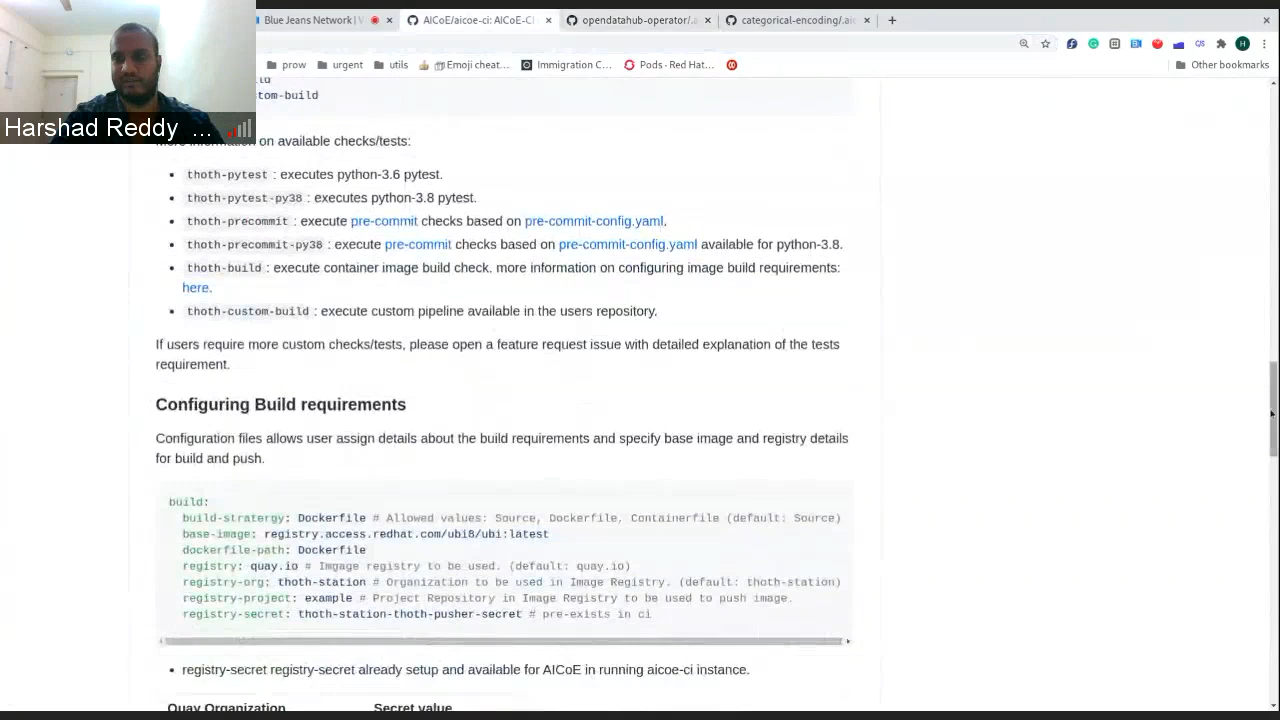 Blue Jeans Network |
AICoE/aicoe-ci: AICoE-CI
opendatahub-operator/.a
categorical-encoding/.aic
prow
urgent
utils
Emoji cheat...
Immigration C...
Pods · Red Hat...
Other bookmarks
tom-build
Harshad Reddy ...
More information on available checks/tests:
• thoth-pytest : executes python-3.6 pytest.
• thoth-pytest-py38 : executes python-3.8 pytest.
• thoth-precommit : execute pre-commit checks based on pre-commit-config.yaml.
• thoth-precommit-py38 : execute pre-commit checks based on pre-commit-config.yaml available for python-3.8.
• thoth-build : execute container image build check. more information on configuring image build requirements:
here.
• thoth-custom-build : execute custom pipeline available in the users repository.
If users require more custom checks/tests, please open a feature request issue with detailed explanation of the tests
requirement.
Configuring Build requirements
Configuration files allows user assign details about the build requirements and specify base image and registry details
for build and push.
build:
build-stratergy: Dockerfile # Allowed values: Source, Dockerfile, Containerfile (default: Source)
base-image: registry.access.redhat.com/ubi8/ubi:latest
dockerfile-path: Dockerfile
registry: quay.io # Imgage registry to be used. (default: quay.io)
registry-org: thoth-station # Organization to be used in Image Registry. (default: thoth-station)
registry-project: example # Project Repository in Image Registry to be used to push image.
registry-secret: thoth-station-thoth-pusher-secret # pre-exists in ci
• registry-secret registry-secret already setup and available for AICoE in running aicoe-ci instance.
Quay Organization Secret value